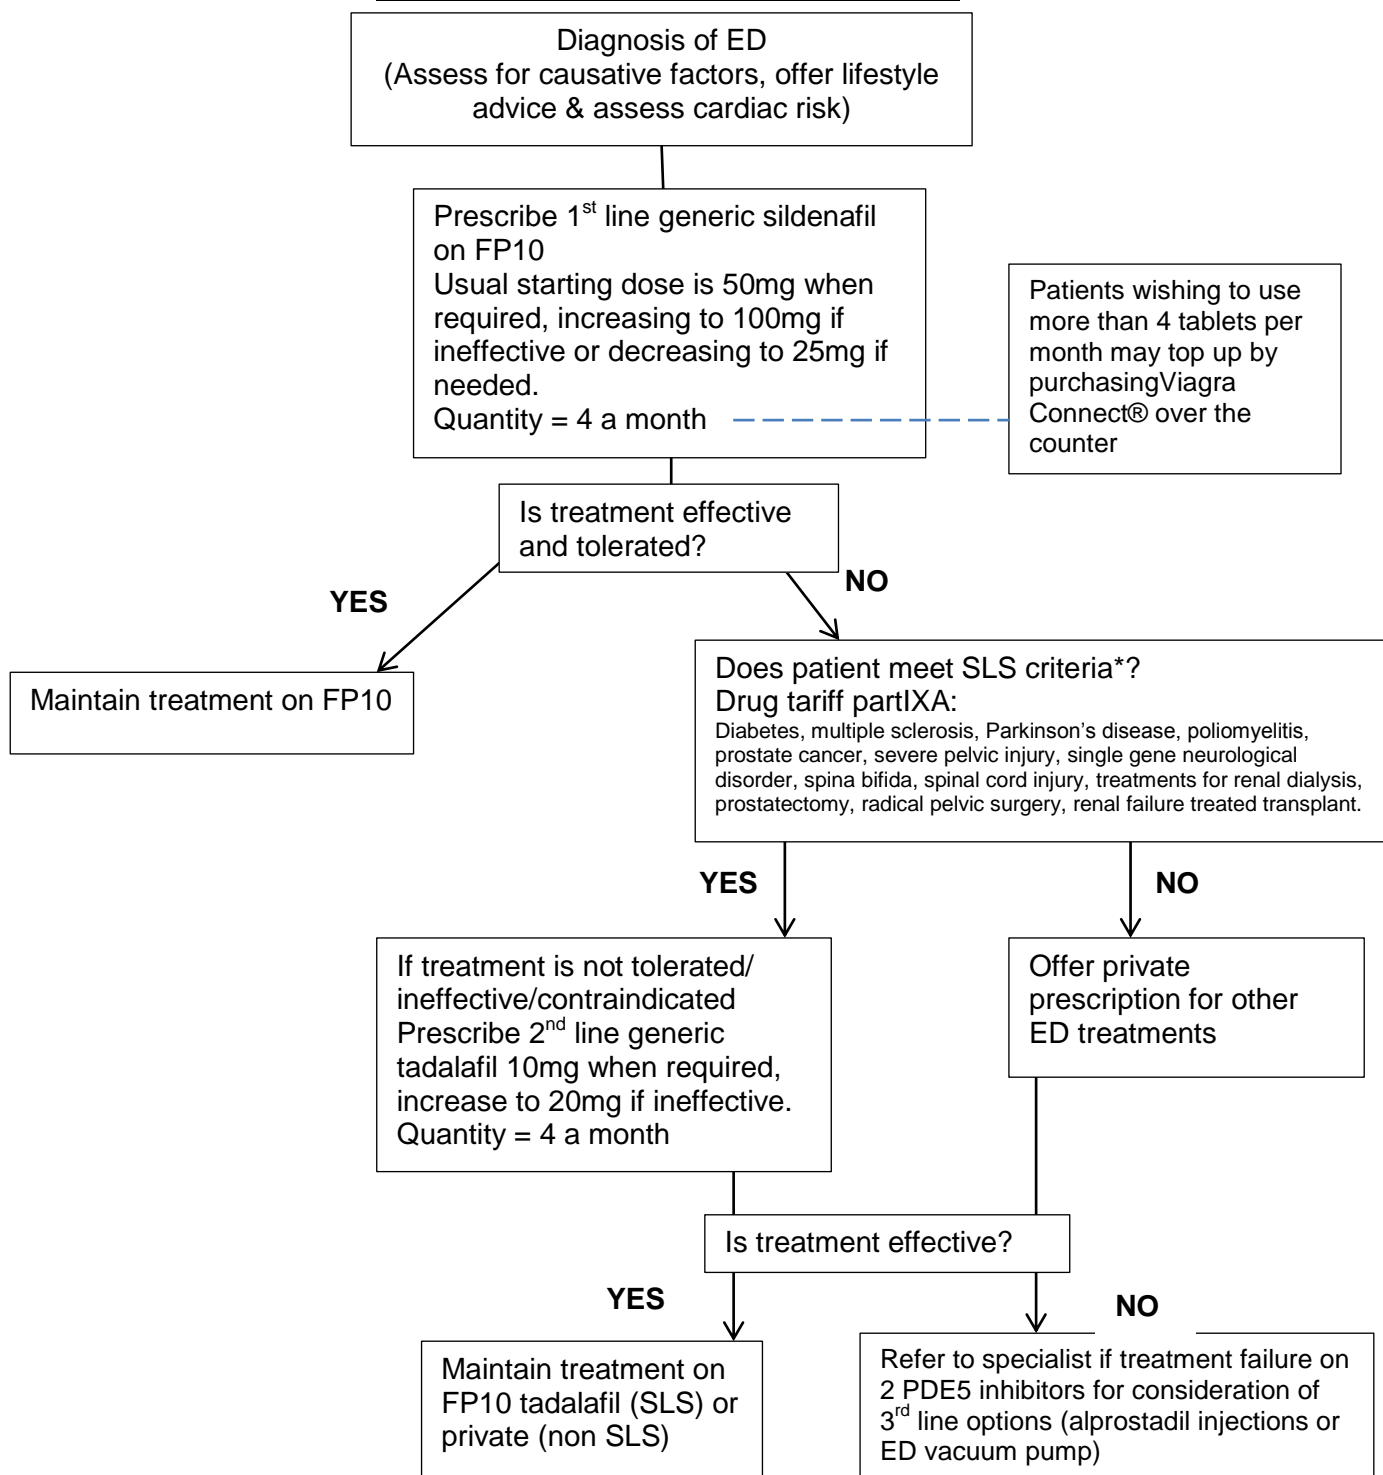 Diagnosis of ED
(Assess for causative factors, offer lifestyle
advice & assess cardiac risk)
Prescribe 1st line generic sildenafil
on FP10
Usual starting dose is 50mg when
required, increasing to 100mg if
ineffective or decreasing to 25mg if
needed.
Quantity = 4 a month
Patients wishing to use
more than 4 tablets per
month may top up by
purchasingViagra
Connect® over the
counter
Is treatment effective
and tolerated?
YES
NO
Maintain treatment on FP10
Does patient meet SLS criteria*?
Drug tariff partIXA:
Diabetes, multiple sclerosis, Parkinson’s disease, poliomyelitis,
prostate cancer, severe pelvic injury, single gene neurological
disorder, spina bifida, spinal cord injury, treatments for renal dialysis,
prostatectomy, radical pelvic surgery, renal failure treated transplant.
YES
NO
If treatment is not tolerated/
ineffective/contraindicated
Prescribe 2nd line generic
tadalafil 10mg when required,
increase to 20mg if ineffective.
Quantity = 4 a month
Offer private
prescription for other
ED treatments
Is treatment effective?
YES
NO
Maintain treatment on
FP10 tadalafil (SLS) or
private (non SLS)
Refer to specialist if treatment failure on
2 PDE5 inhibitors for consideration of
3rd line options (alprostadil injections or
ED vacuum pump)